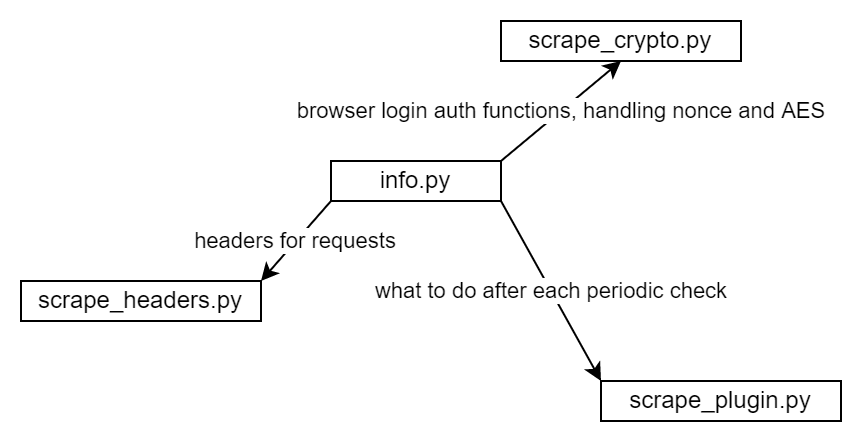 scrape_crypto.py
browser login auth functions, handling nonce and AES
info.py
headers for requests
scrape_headers.py
what to do after each periodic check
scrape_plugin.py